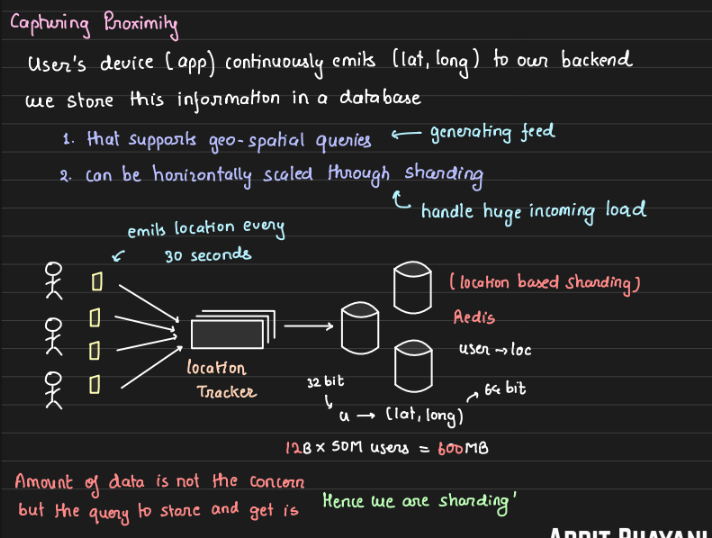 Capturing Proximity
User's device (app) continuously emits (lat, long) to our backend
we store this information in a database
1. that supports geo-spatial queries ← generating feed
2. can be horizontally scaled through sharding
handle huge incoming load
emits location every
30 seconds
(location based sharding)
Redis
user → loc
location
Tracker
32 bit
64 bit
u → (lat, long)
12B × 50M users = 600MB
Amount of data is not the concern
but the query to store and get is
Hence we are sharding'